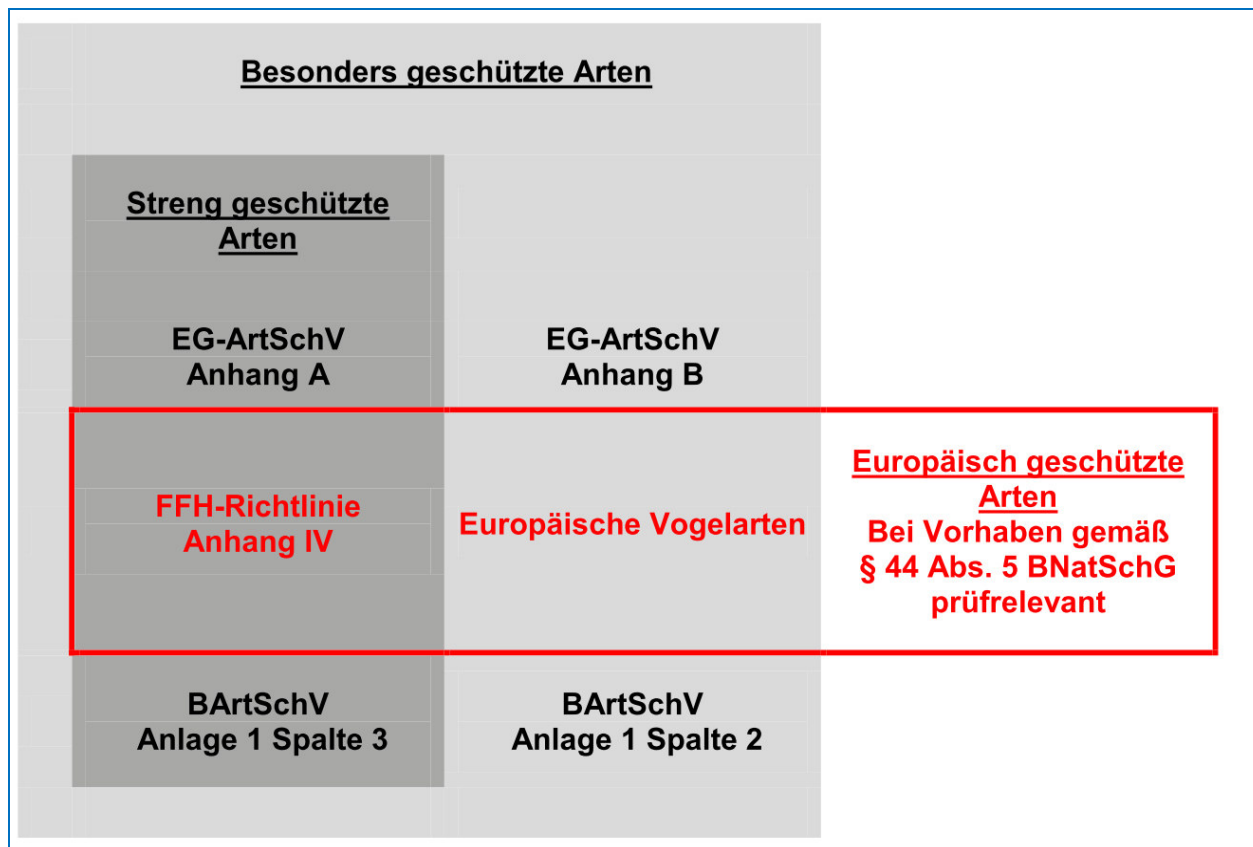 Besonders geschützte Arten
Streng geschützte
Arten
EG-ArtSchV
Anhang A
EG-ArtSchV
Anhang B
FFH-Richtlinie
Anhang IV
Europäische Vogelarten
Europäisch geschützte
Arten
Bei Vorhaben gemäß
§ 44 Abs. 5 BNatSchG
prüfrelevant
BArtSchV
Anlage 1 Spalte 3
BArtSchV
Anlage 1 Spalte 2